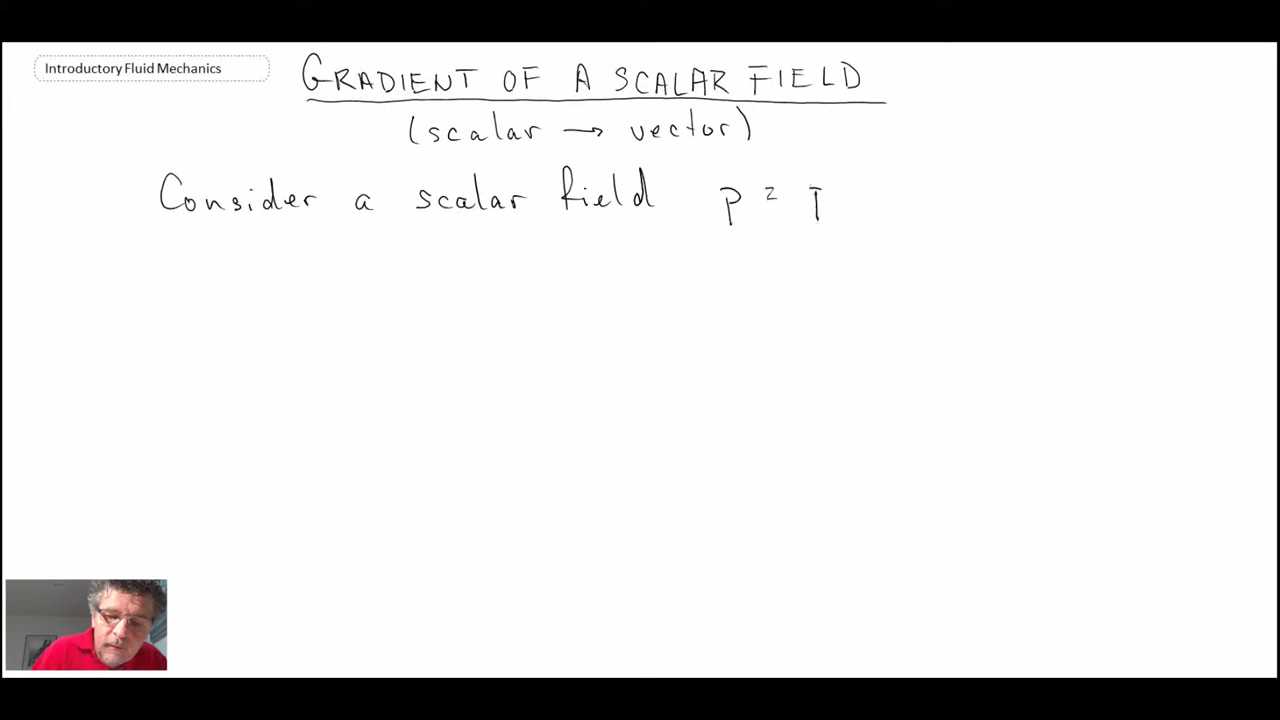 Introductory Fluid Mechanics
GRADIENT OF A SCALAR FIELD
(scalar → vector)
Consider a scalar field p =